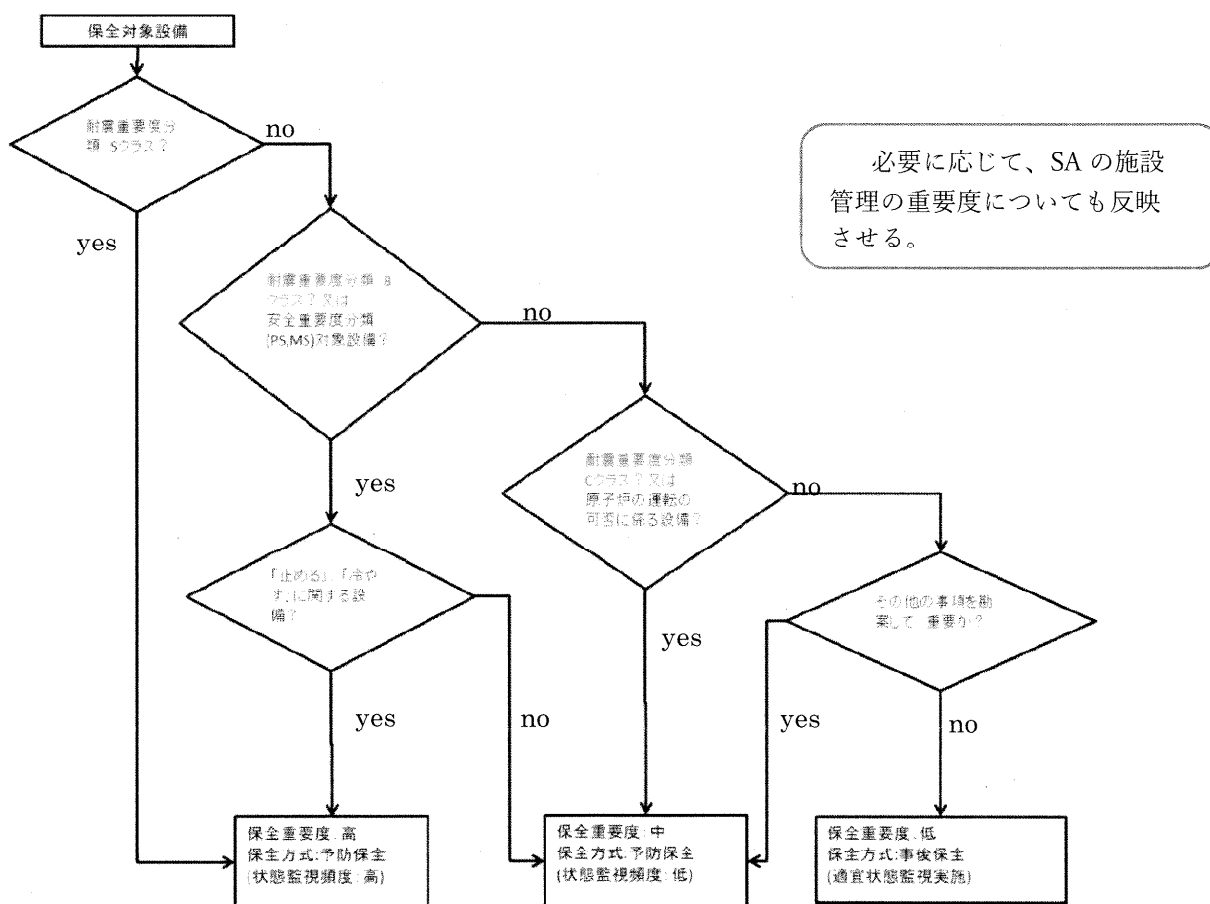 保全対象設備
耐震重要度分
類 Sクラス?
no
必要に応じて、SA の施設
管理の重要度についても反映
させる。
yes
耐震重要度分類 B
クラス? 又は
安全重要度分類
(PS,MS)対象設備?
no
yes
耐震重要度分類
Cクラス? 又は
原子炉の運転の
可否に係る設備?
no
「止める」、「冷や
す」に関する設
備?
その他の事項を勘
案して 重要か?
yes
yes
no
yes
no
保全重要度:高
保全方式:予防保全
(状態監視頻度:高)
保全重要度:中
保全方式:予防保全
(状態監視頻度:低)
保全重要度:低
保全方式:事後保全
(適宜状態監視実施)